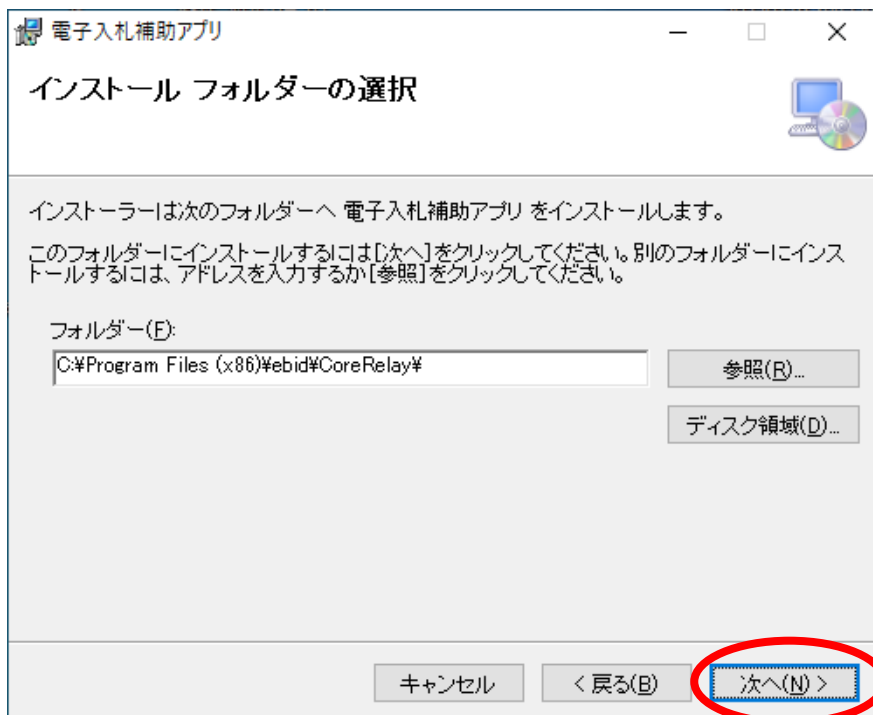 電子入札補助アプリ
インストール フォルダーの選択
インストーラーは次のフォルダーへ 電子入札補助アプリ をインストールします。
このフォルダーにインストールするには[次へ]をクリックしてください。別のフォルダーにインス
トールするには、アドレスを入力するか[参照]をクリックしてください。
フォルダー(F):
C:¥Program Files (x86)¥ebid¥CoreRelay¥
参照(R)...
ディスク領域(D)...
キャンセル
< 戻る(B)
次へ(N) >